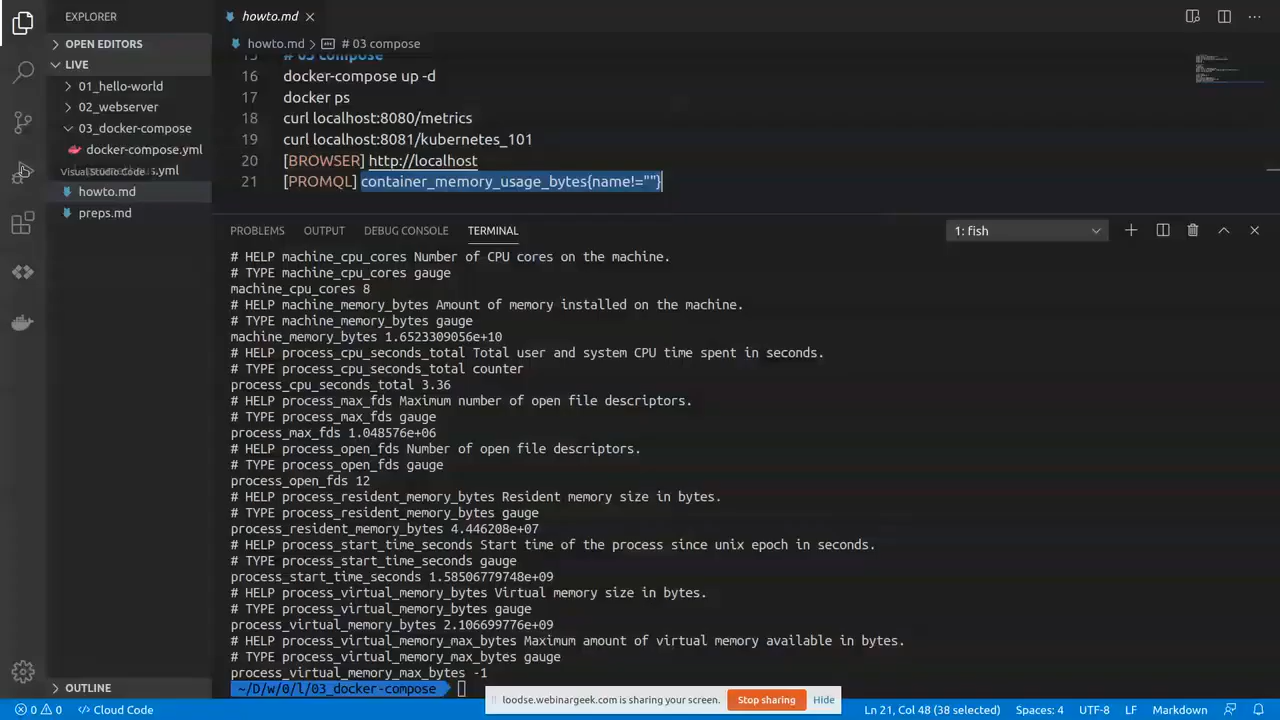 EXPLORER
OPEN EDITORS
LIVE
01_hello-world
02_webserver
03_docker-compose
docker-compose.yml
Visual Studio Code
.yml
howto.md
preps.md
OUTLINE
howto.md
howto.md > # 03 compose
15 # 03 compose
16 docker-compose up -d
17 docker ps
18 curl localhost:8080/metrics
19 curl localhost:8081/kubernetes_101
20 [BROWSER] http://localhost
21 [PROMQL] container_memory_usage_bytes{name!=""}
PROBLEMS OUTPUT DEBUG CONSOLE TERMINAL 1: fish
# HELP machine_cpu_cores Number of CPU cores on the machine.
# TYPE machine_cpu_cores gauge
machine_cpu_cores 8
# HELP machine_memory_bytes Amount of memory installed on the machine.
# TYPE machine_memory_bytes gauge
machine_memory_bytes 1.6523309056e+10
# HELP process_cpu_seconds_total Total user and system CPU time spent in seconds.
# TYPE process_cpu_seconds_total counter
process_cpu_seconds_total 3.36
# HELP process_max_fds Maximum number of open file descriptors.
# TYPE process_max_fds gauge
process_max_fds 1.048576e+06
# HELP process_open_fds Number of open file descriptors.
# TYPE process_open_fds gauge
process_open_fds 12
# HELP process_resident_memory_bytes Resident memory size in bytes.
# TYPE process_resident_memory_bytes gauge
process_resident_memory_bytes 4.446208e+07
# HELP process_start_time_seconds Start time of the process since unix epoch in seconds.
# TYPE process_start_time_seconds gauge
process_start_time_seconds 1.58506779748e+09
# HELP process_virtual_memory_bytes Virtual memory size in bytes.
# TYPE process_virtual_memory_bytes gauge
process_virtual_memory_bytes 2.106699776e+09
# HELP process_virtual_memory_max_bytes Maximum amount of virtual memory available in bytes.
# TYPE process_virtual_memory_max_bytes gauge
process_virtual_memory_max_bytes -1
~/D/w/0/l/03_docker-compose
loodse.webinargeek.com is sharing your screen. Stop sharing Hide
0 0 Cloud Code Ln 21, Col 48 (38 selected) Spaces: 4 UTF-8 LF Markdown